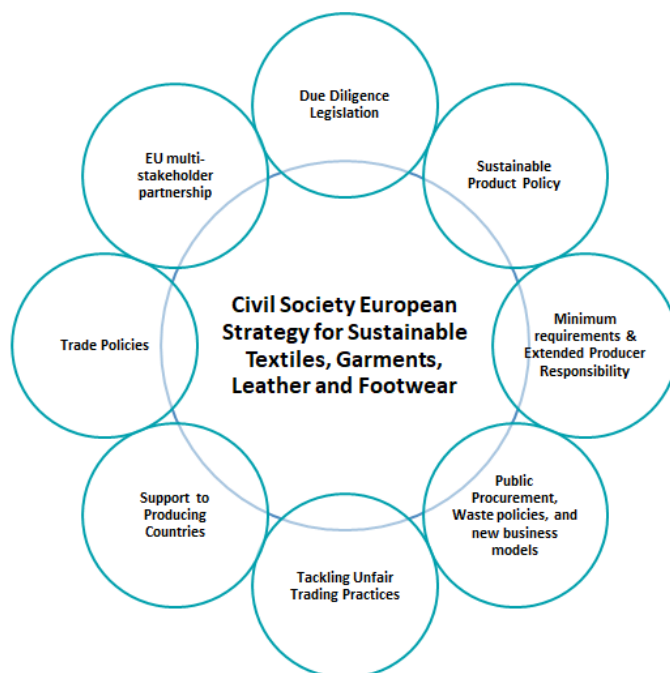 Due Diligence
Legislation
Sustainable
Product Policy
Minimum
requirements &
Extended Producer
Responsibility
Public
Procurement,
Waste policies, and
new business
models
Tackling Unfair
Trading Practices
Support to
Producing
Countries
Trade Policies
EU multi-
stakeholder
partnership
Civil Society European
Strategy for Sustainable
Textiles, Garments,
Leather and Footwear